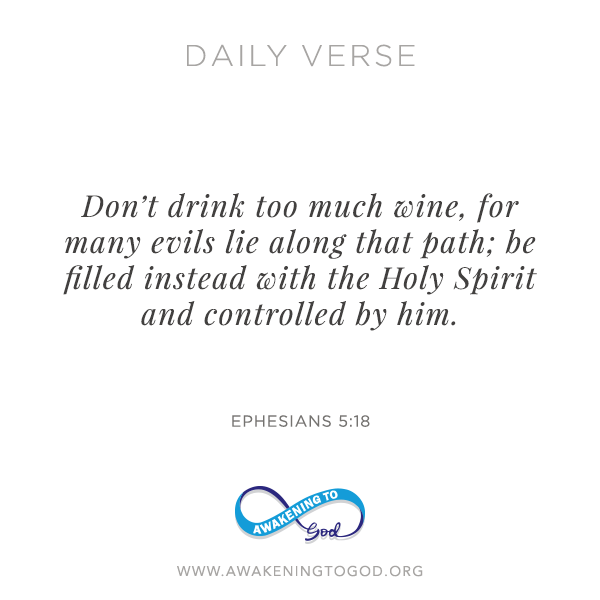 DAILY VERSE
Don’t drink too much wine, for
many evils lie along that path; be
filled instead with the Holy Spirit
and controlled by him.
EPHESIANS 5:18
AWAKENING TO
God
WWW.AWAKENINGTOGOD.ORG